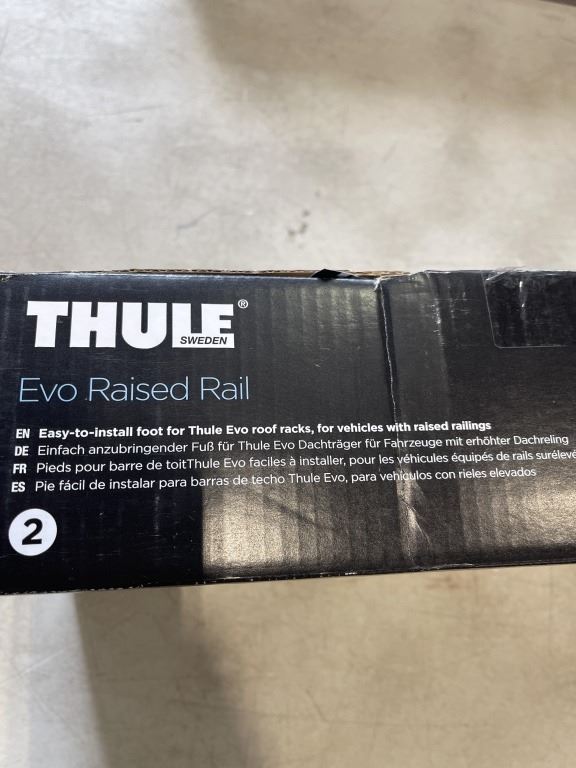 THULE®
SWEDEN
Evo Raised Rail
EN Easy-to-install foot for Thule Evo roof racks, for vehicles with raised railings
DE Einfach anzubringender Fuß für Thule Evo Dachträger für Fahrzeuge mit erhöhter Dachreling
FR Pieds pour barre de toitThule Evo faciles à installer, pour les véhicules équipés de rails surélevé
ES Pie fácil de instalar para barras de techo Thule Evo, para vehiculos con rieles elevados
2